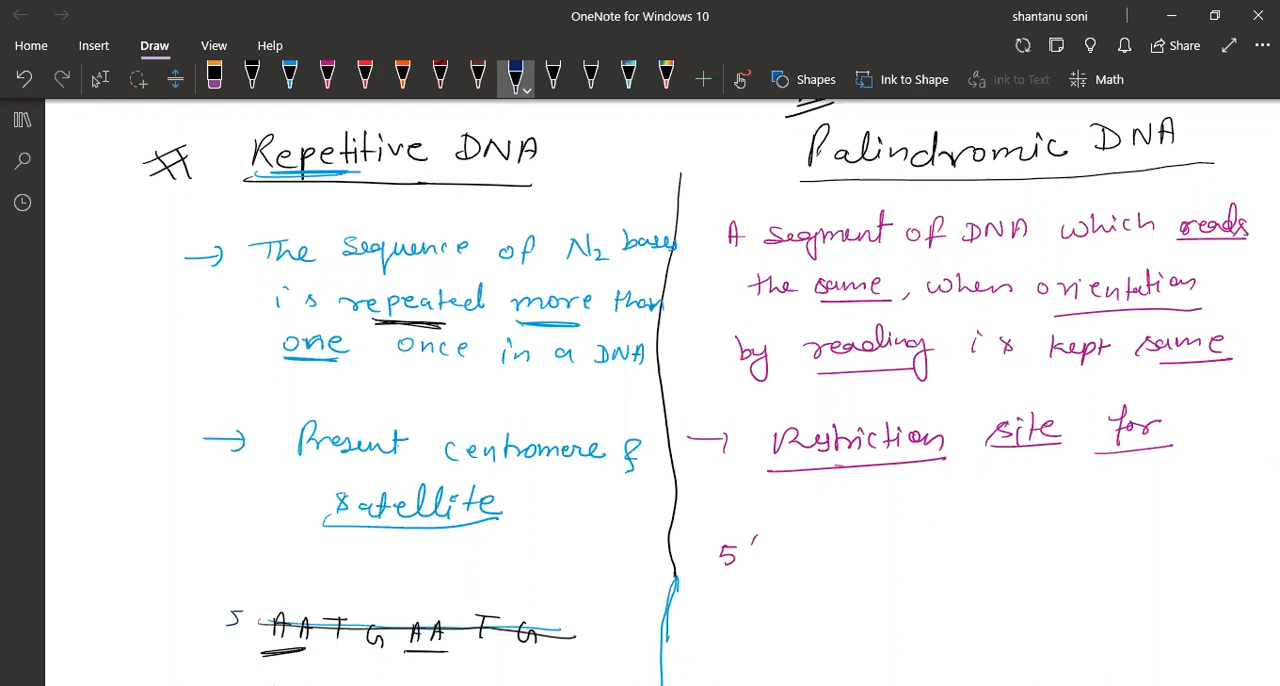 OneNote for Windows 10
shantanu soni
Home Insert Draw View Help
Share
Shapes Ink to Shape Ink to Text Math
Repetitive DNA
→ The sequence of N2 bases
is repeated more than
one once in a DNA
→ Present centromere &
satellite
5 A A T G A A T G
Palindromic DNA
A segment of DNA which reads
the same, when orientation
by reading is kept same
→ Restriction site for
5'